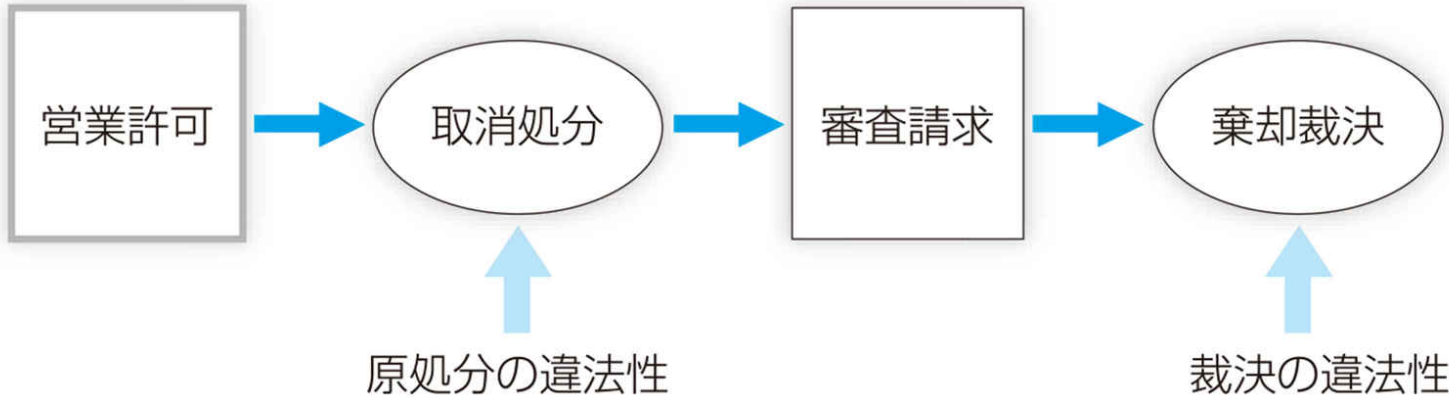 営業許可
取消処分
審査請求
棄却裁決
原処分の違法性
裁決の違法性